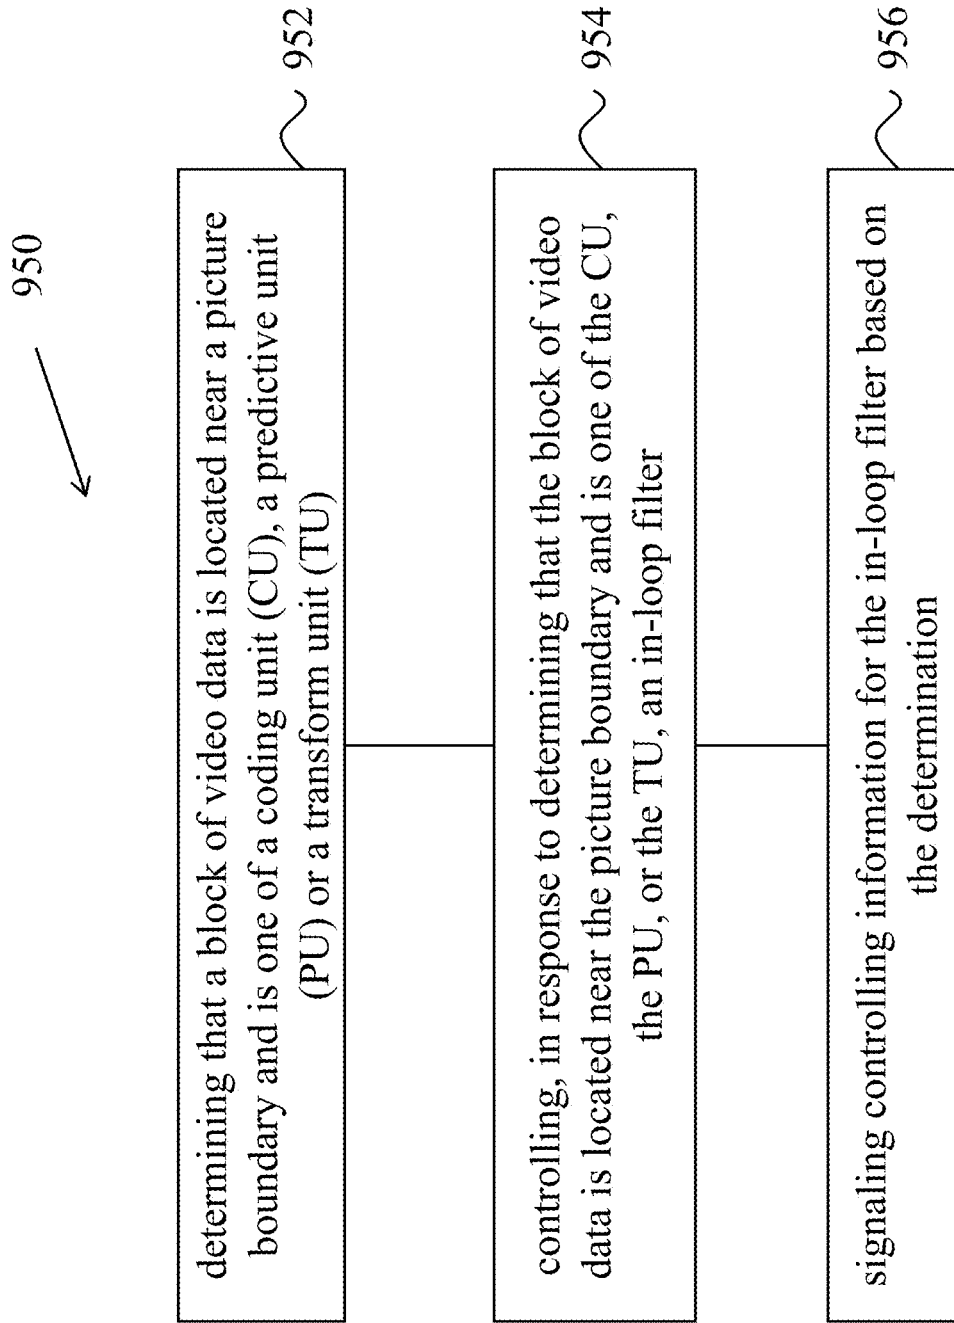 950
determining that a block of video data is located near a picture
boundary and is one of a coding unit (CU), a predictive unit
(PU) or a transform unit (TU)
952
controlling, in response to determining that the block of video
data is located near the picture boundary and is one of the CU,
the PU, or the TU, an in-loop filter
954
signaling controlling information for the in-loop filter based on
the determination
956